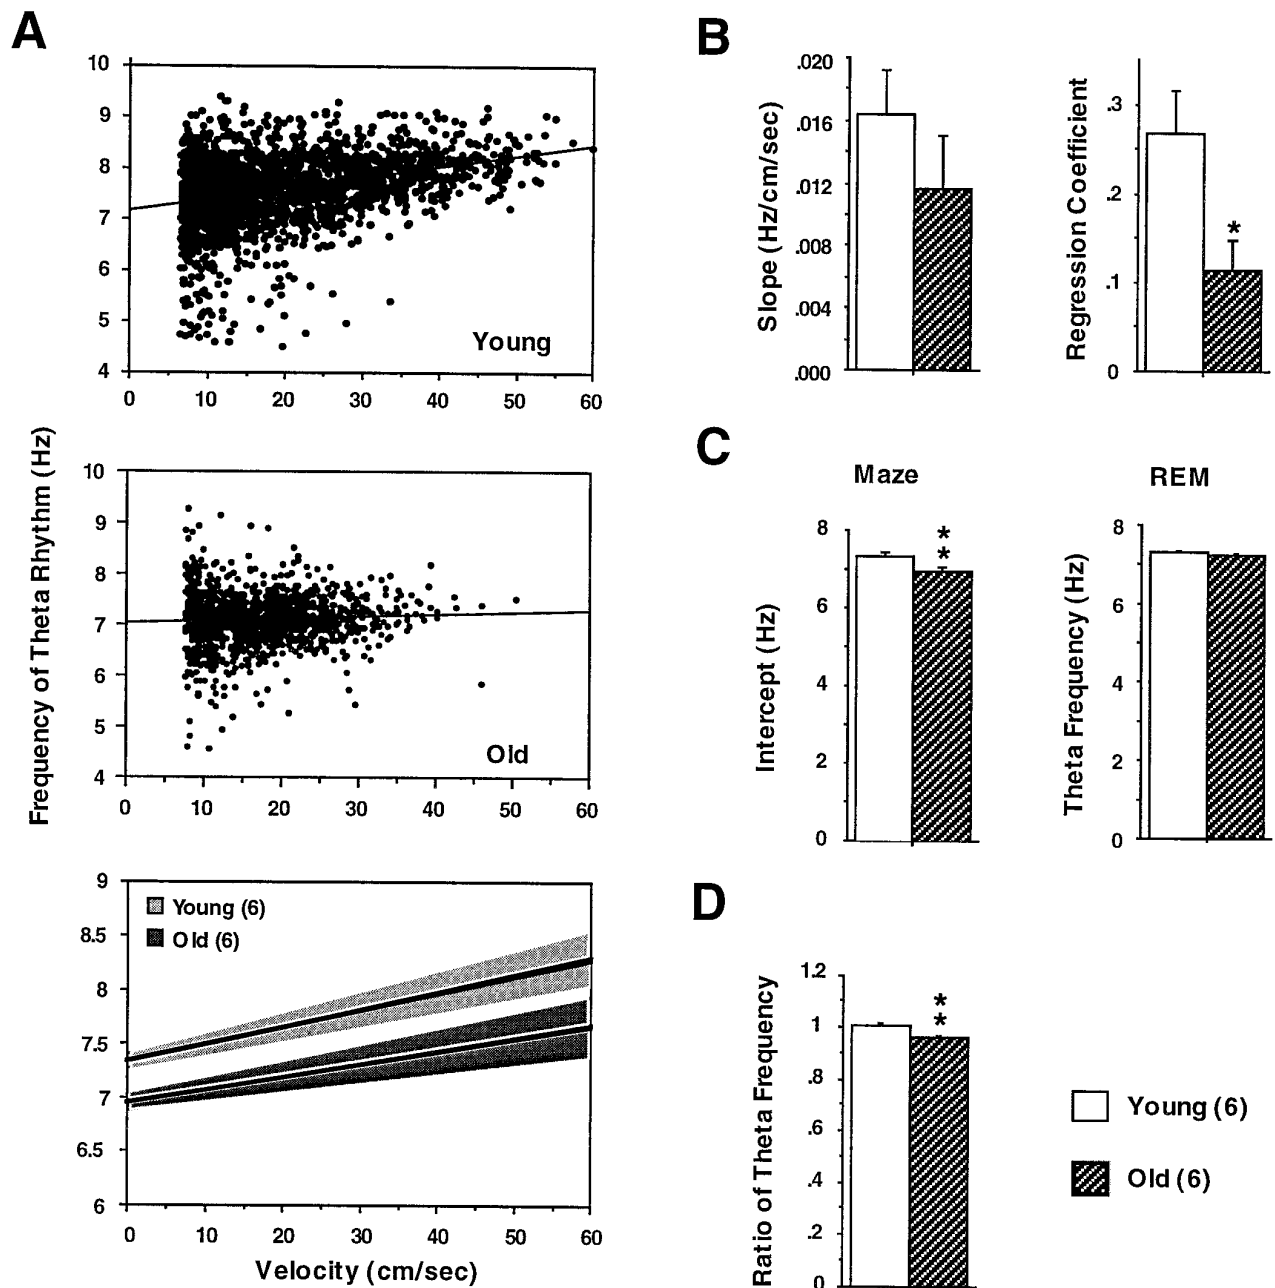 A
Frequency of Theta Rhythm (Hz)
10
9
8
7
6
5
4
Young
0 10 20 30 40 50 60
10
9
8
7
6
5
4
Old
0 10 20 30 40 50 60
9
8.5
8
7.5
7
6.5
6
Young (6)
Old (6)
0 10 20 30 40 50 60
Velocity (cm/sec)
B
Slope (Hz/cm/sec)
.020
.016
.012
.008
.004
.000
Regression Coefficient
.3
.2
.1
0
*
C
Maze
Intercept (Hz)
8
6
4
2
0
*
*
REM
Theta Frequency (Hz)
8
6
4
2
0
D
Ratio of Theta Frequency
1.2
1
.8
.6
.4
.2
0
*
*
Young (6)
Old (6)